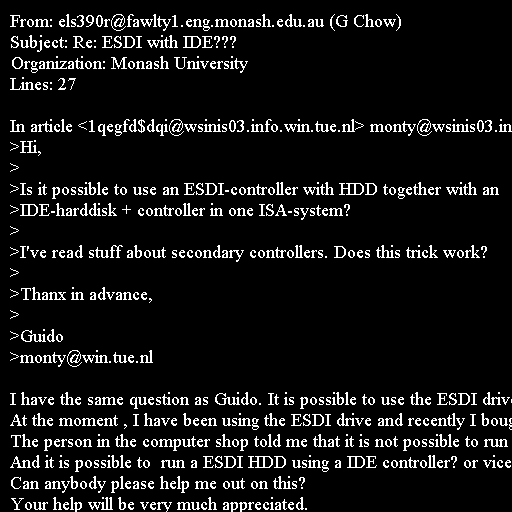 From: els390r@fawlty1.eng.monash.edu.au (G Chow)
Subject: Re: ESDI with IDE???
Organization: Monash University
Lines: 27

In article <1qegfd$dqi@wsinis03.info.win.tue.nl> monty@wsinis03.in
>Hi,
>
>Is it possible to use an ESDI-controller with HDD together with an
>IDE-harddisk + controller in one ISA-system?
>
>I've read stuff about secondary controllers. Does this trick work?
>
>Thanx in advance,
>
>Guido
>monty@win.tue.nl

I have the same question as Guido. It is possible to use the ESDI driv
At the moment , I have been using the ESDI drive and recently I boug
The person in the computer shop told me that it is not possible to run
And it is possible to  run a ESDI HDD using a IDE controller? or vice
Can anybody please help me out on this?
Your help will be very much appreciated.